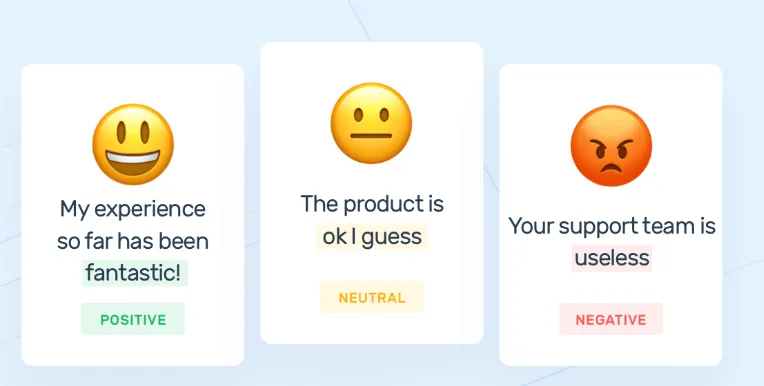 My experience
so far has been
fantastic!
POSITIVE
The product is
ok I guess
NEUTRAL
Your support team is
useless
NEGATIVE